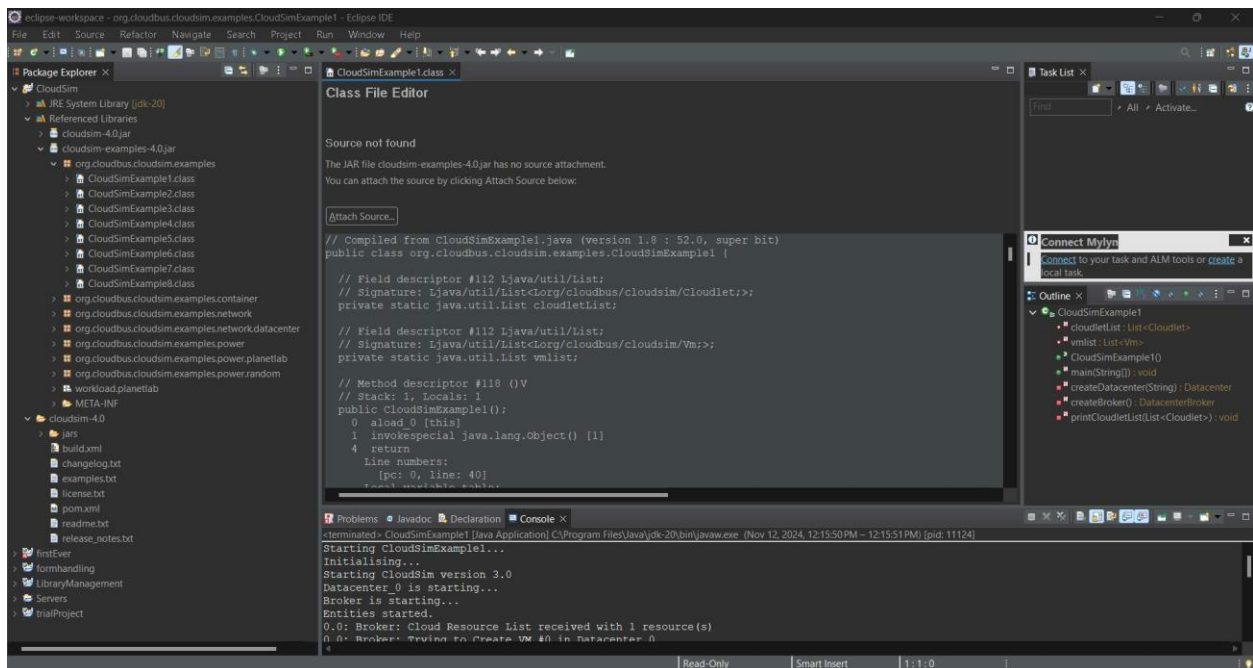 eclipse-workspace - org.cloudbus.cloudsim.examples.CloudSimExample1 - Eclipse IDE
File Edit Source Refactor Navigate Search Project Run Window Help
Package Explorer
CloudSim
JRE System Library [jdk-20]
Referenced Libraries
cloudsim-4.0.jar
cloudsim-examples-4.0.jar
org.cloudbus.cloudsim.examples
CloudSimExample1.class
CloudSimExample2.class
CloudSimExample3.class
CloudSimExample4.class
CloudSimExample5.class
CloudSimExample6.class
CloudSimExample7.class
CloudSimExample8.class
org.cloudbus.cloudsim.examples.container
org.cloudbus.cloudsim.examples.network
org.cloudbus.cloudsim.examples.network.datacenter
org.cloudbus.cloudsim.examples.power
org.cloudbus.cloudsim.examples.power.planetlab
org.cloudbus.cloudsim.examples.power.random
workload.planetlab
META-INF
cloudsim-4.0
jars
build.xml
changelog.txt
examples.txt
license.txt
pom.xml
readme.txt
release_notes.txt
firstEver
formhandling
LibraryManagement
Servers
trialProject
CloudSimExample1.class
Class File Editor
Source not found
The JAR file cloudsim-examples-4.0.jar has no source attachment.
You can attach the source by clicking Attach Source below:
Attach Source...
// Compiled from CloudSimExample1.java (version 1.8 : 52.0, super bit)
public class org.cloudbus.cloudsim.examples.CloudSimExample1 {
// Field descriptor #112 Ljava/util/List;
// Signature: Ljava/util/List<Lorg/cloudbus/cloudsim/Cloudlet;>;
private static java.util.List cloudletList;
// Field descriptor #112 Ljava/util/List;
// Signature: Ljava/util/List<Lorg/cloudbus/cloudsim/Vm;>;
private static java.util.List vmlist;
// Method descriptor #118 ()V
// Stack: 1, Locals: 1
public CloudSimExample1();
0 aload_0 [this]
1 invokespecial java.lang.Object() [1]
4 return
Line numbers:
[pc: 0, line: 40]
Local variable table:
Problems Javadoc Declaration Console
<terminated> CloudSimExample1 [Java Application] C:\Program Files\Java\jdk-20\bin\javaw.exe (Nov 12, 2024, 12:15:50 PM – 12:15:51 PM) [pid: 11124]
Starting CloudSimExample1...
Initialising...
Starting CloudSim version 3.0
Datacenter_0 is starting...
Broker is starting...
Entities started.
0.0: Broker: Cloud Resource List received with 1 resource(s)
0.0: Broker: Trying to Create VM #0 in Datacenter_0
Task List
Find All Activate...
Connect Mylyn
Connect to your task and ALM tools or create a
local task.
Outline
CloudSimExample1
cloudletList : List<Cloudlet>
vmlist : List<Vm>
CloudSimExample1()
main(String[]) : void
createDatacenter(String) : Datacenter
createBroker() : DatacenterBroker
printCloudletList(List<Cloudlet>) : void
Read-Only Smart Insert 1 : 1 : 0